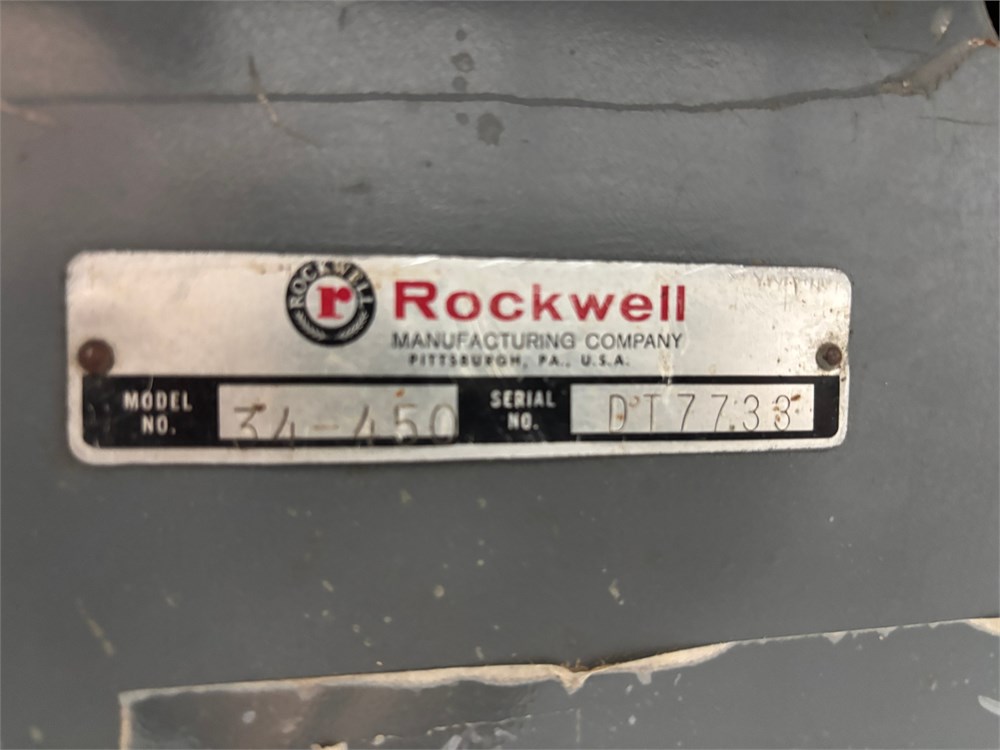 ROCKWELL
r
Rockwell
MANUFACTURING COMPANY
PITTSBURGH, PA., U.S.A.
MODEL NO. 34-450
SERIAL NO. DT7733